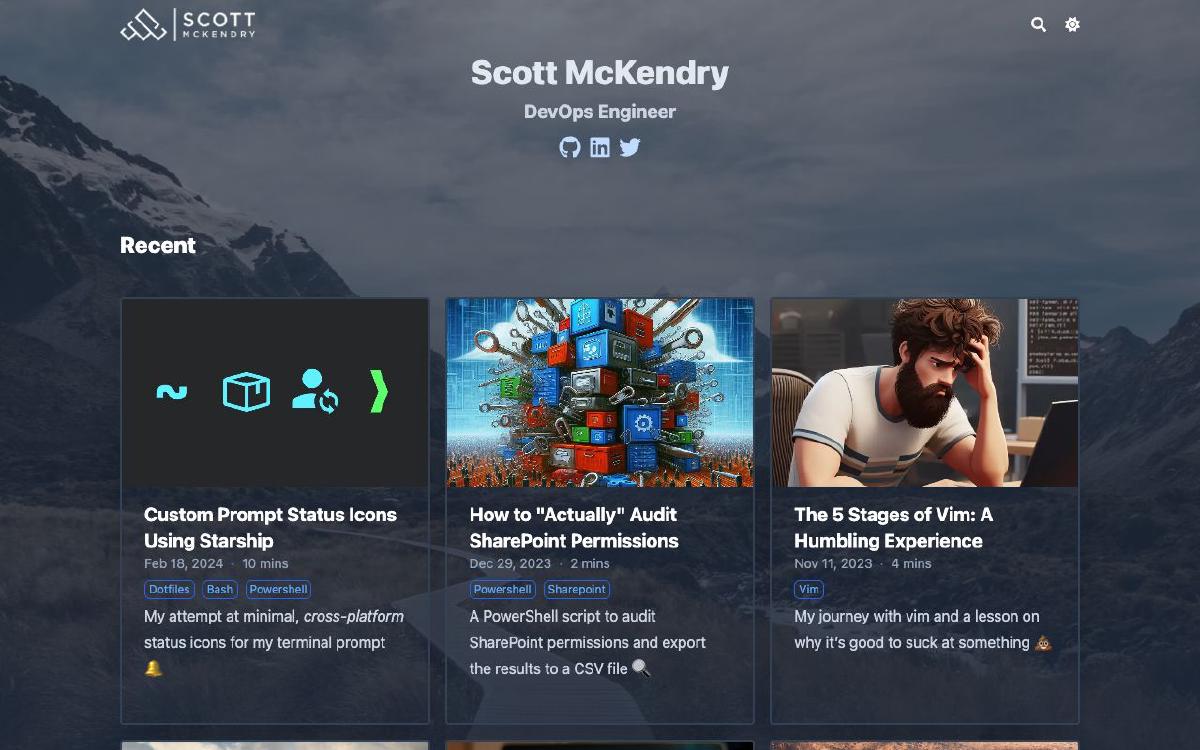 SCOTT
MCKENDRY
Scott McKendry
DevOps Engineer
Recent
Custom Prompt Status Icons
Using Starship
Feb 18, 2024 · 10 mins
Dotfiles Bash Powershell
My attempt at minimal, cross-platform
status icons for my terminal prompt
🔔
How to "Actually" Audit
SharePoint Permissions
Dec 29, 2023 · 2 mins
Powershell Sharepoint
A PowerShell script to audit
SharePoint permissions and export
the results to a CSV file 🔍
The 5 Stages of Vim: A
Humbling Experience
Nov 11, 2023 · 4 mins
Vim
My journey with vim and a lesson on
why it's good to suck at something 💩